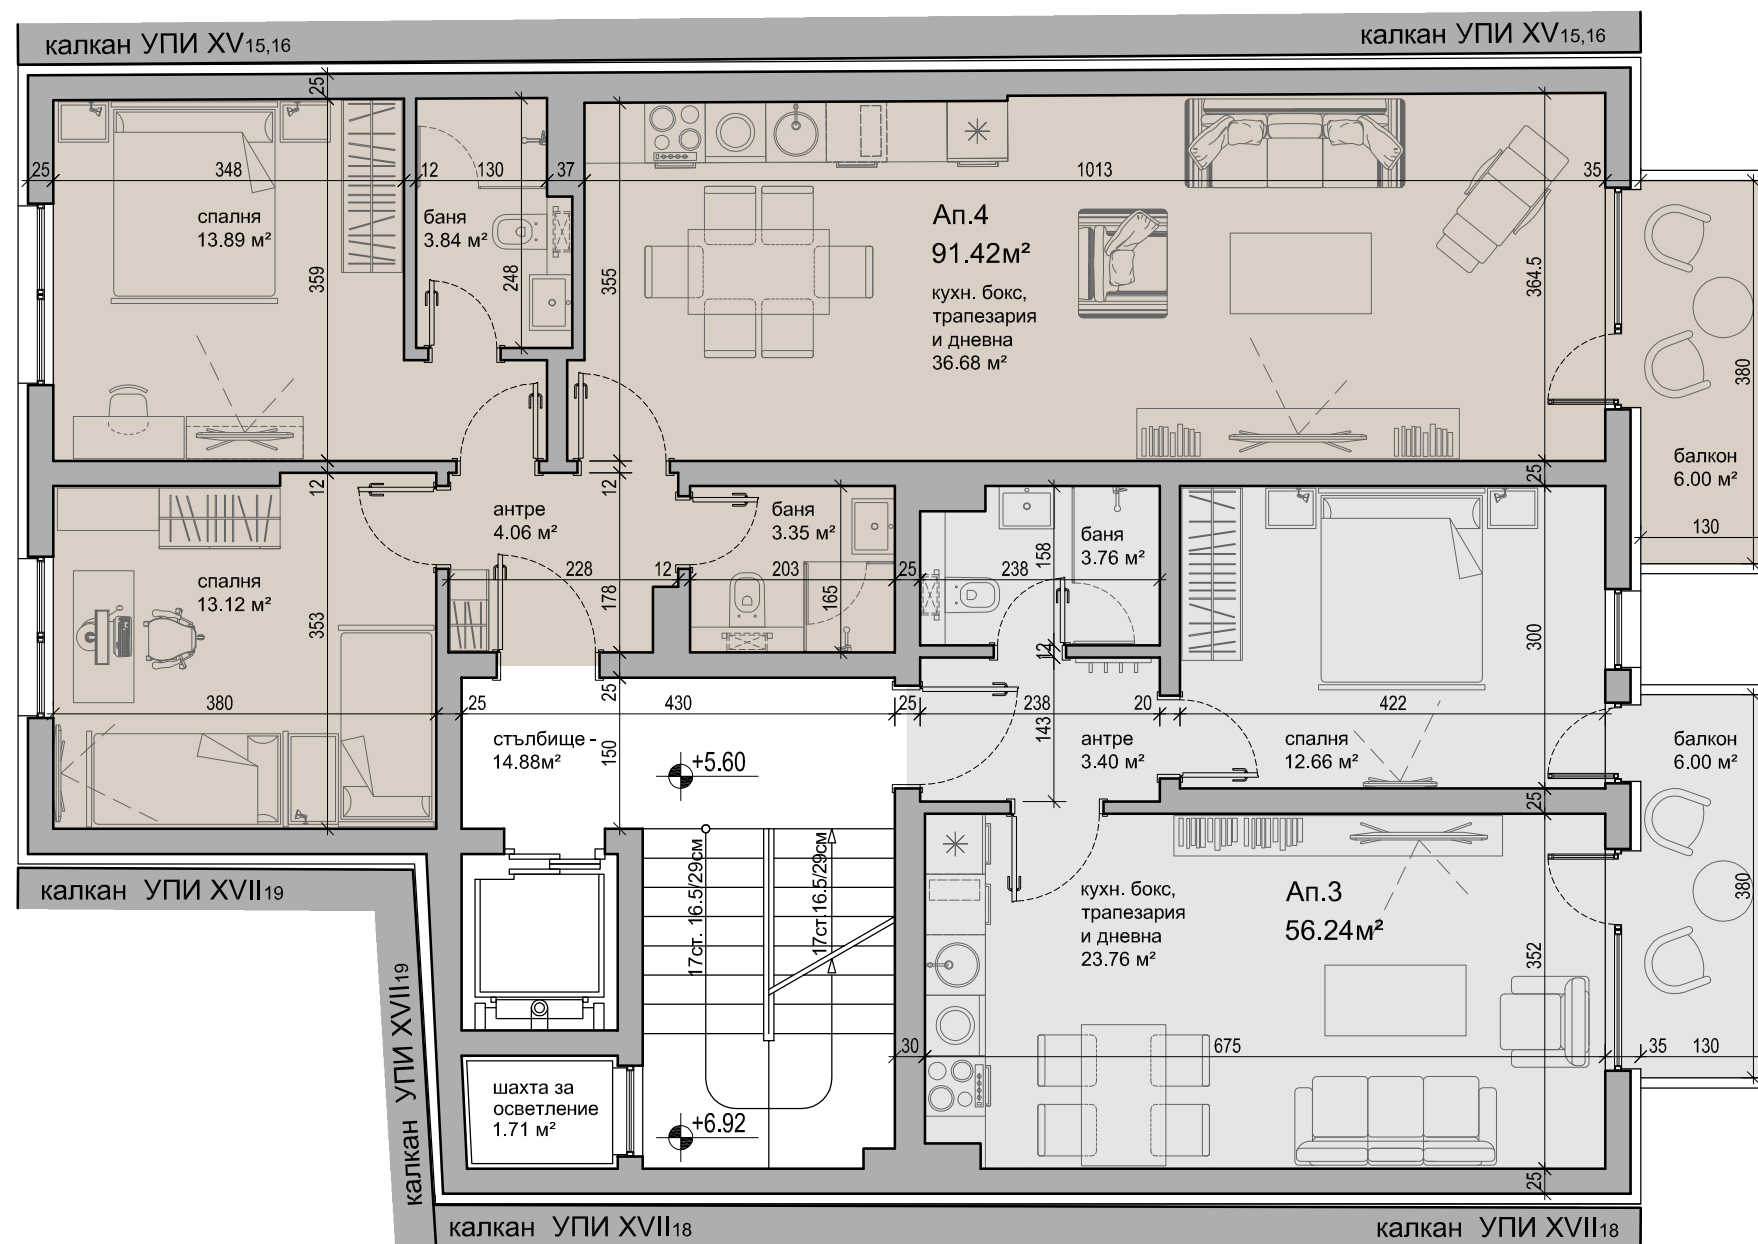 калкан УПИ XV15,16
калкан УПИ XV15,16
25
25
348
12
130
37
1013
35
спалня
13.89 м²
баня
3.84 м²
359
248
355
364.5
Ап.4
91.42м²
кухн. бокс,
трапезария
и дневна
36.68 м²
380
балкон
6.00 м²
130
12
12
25
антре
4.06 м²
баня
3.35 м²
баня
3.76 м²
158
спалня
13.12 м²
353
228
12
203
25
238
178
165
300
12
380
25
25
430
25
238
20
422
143
150
стълбище -
14.88м²
+5.60
антре
3.40 м²
спалня
12.66 м²
балкон
6.00 м²
25
калкан УПИ XVII19
17ст. 16.5/29см
17ст.16.5/29см
кухн. бокс,
трапезария
и дневна
23.76 м²
Ап.3
56.24м²
380
352
калкан УПИ XVII19
30
675
35
130
шахта за
осветление
1.71 м²
+6.92
25
калкан УПИ XVII18
калкан УПИ XVII18